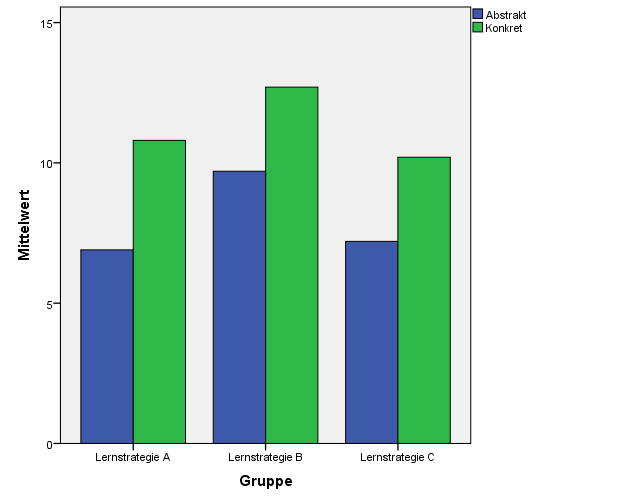 Abstrakt
Konkret
15
10
5
0
Mittelwert
Lernstrategie A
Lernstrategie B
Lernstrategie C
Gruppe